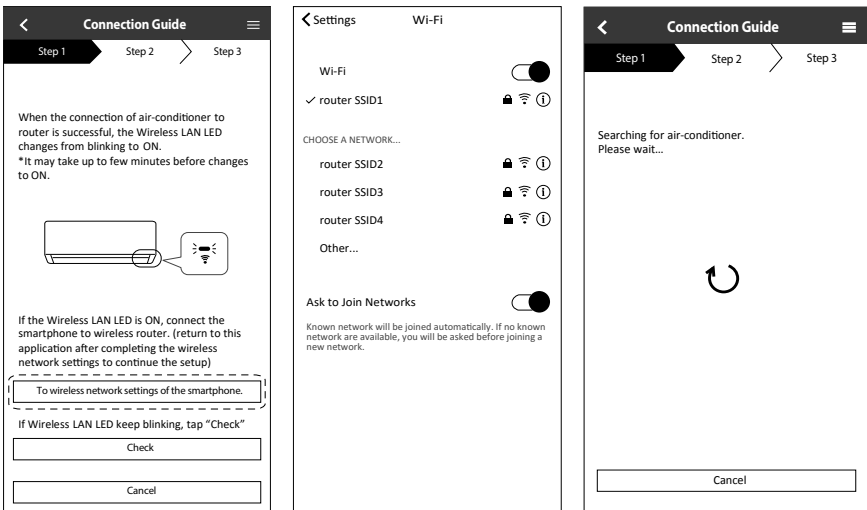 Connection Guide
Step 1
Step 2
Step 3
When the connection of air-conditioner to
router is successful, the Wireless LAN LED
changes from blinking to ON.
*It may take up to few minutes before changes
to ON.
If the Wireless LAN LED is ON, connect the
smartphone to wireless router. (return to this
application after completing the wireless
network settings to continue the setup)
To wireless network settings of the smartphone.
If Wireless LAN LED keep blinking, tap “Check”
Check
Cancel
Settings
Wi-Fi
Wi-Fi
router SSID1
CHOOSE A NETWORK...
router SSID2
router SSID3
router SSID4
Other...
Ask to Join Networks
Known network will be joined automatically. If no known
network are available, you will be asked before joining a
new network.
Connection Guide
Step 1
Step 2
Step 3
Searching for air-conditioner.
Please wait...
Cancel